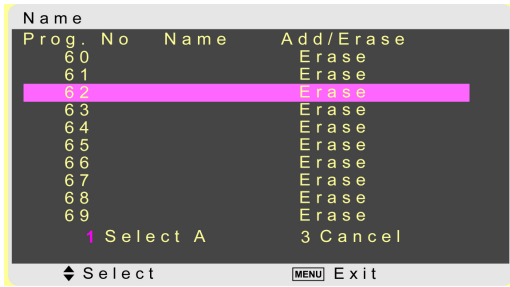 Name
Prog. No Name Add/Erase
60 Erase
61 Erase
62 Erase
63 Erase
64 Erase
65 Erase
66 Erase
67 Erase
68 Erase
69 Erase
1 Select A 3 Cancel
Select MENU Exit